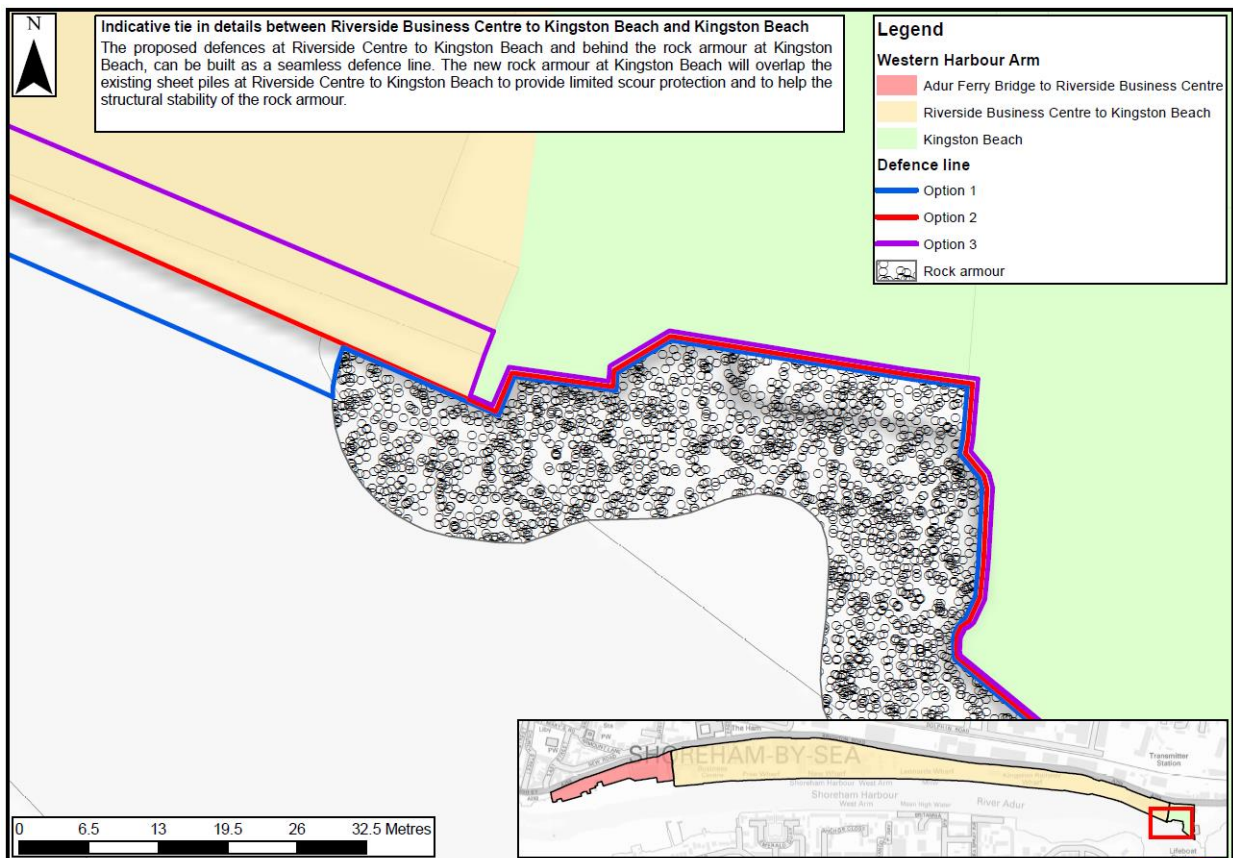 N
Indicative tie in details between Riverside Business Centre to Kingston Beach and Kingston Beach
The proposed defences at Riverside Centre to Kingston Beach and behind the rock armour at Kingston
Beach, can be built as a seamless defence line. The new rock armour at Kingston Beach will overlap the
existing sheet piles at Riverside Centre to Kingston Beach to provide limited scour protection and to help the
structural stability of the rock armour.
Legend
Western Harbour Arm
Adur Ferry Bridge to Riverside Business Centre
Riverside Business Centre to Kingston Beach
Kingston Beach
Defence line
Option 1
Option 2
Option 3
Rock armour
0 6.5 13 19.5 26 32.5 Metres
The Ham
SHOREHAM-BY-SEA
Transmitter
Station
Shoreham Harbour
West Arm
Shoreham Harbour
West Arm
Mean High Water
River Adur
Lifeboat